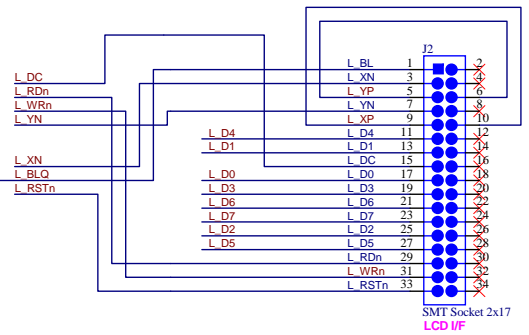 J2
L_BL 1 2
L_DC L_XN 3 4
L_RDn L_YP 5 6
L_WRn L_YN 7 8
L_YN L_XP 9 10
L_D4 L_D4 11 12
L_D1 L_D1 13 14
L_XN L_DC 15 16
L_BLQ L_D0 L_D0 17 18
L_RSTn L_D3 L_D3 19 20
L_D6 L_D6 21 22
L_D7 L_D7 23 24
L_D2 L_D2 25 26
L_D5 L_D5 27 28
L_RDn 29 30
L_WRn 31 32
L_RSTn 33 34
SMT Socket 2x17
LCD I/F